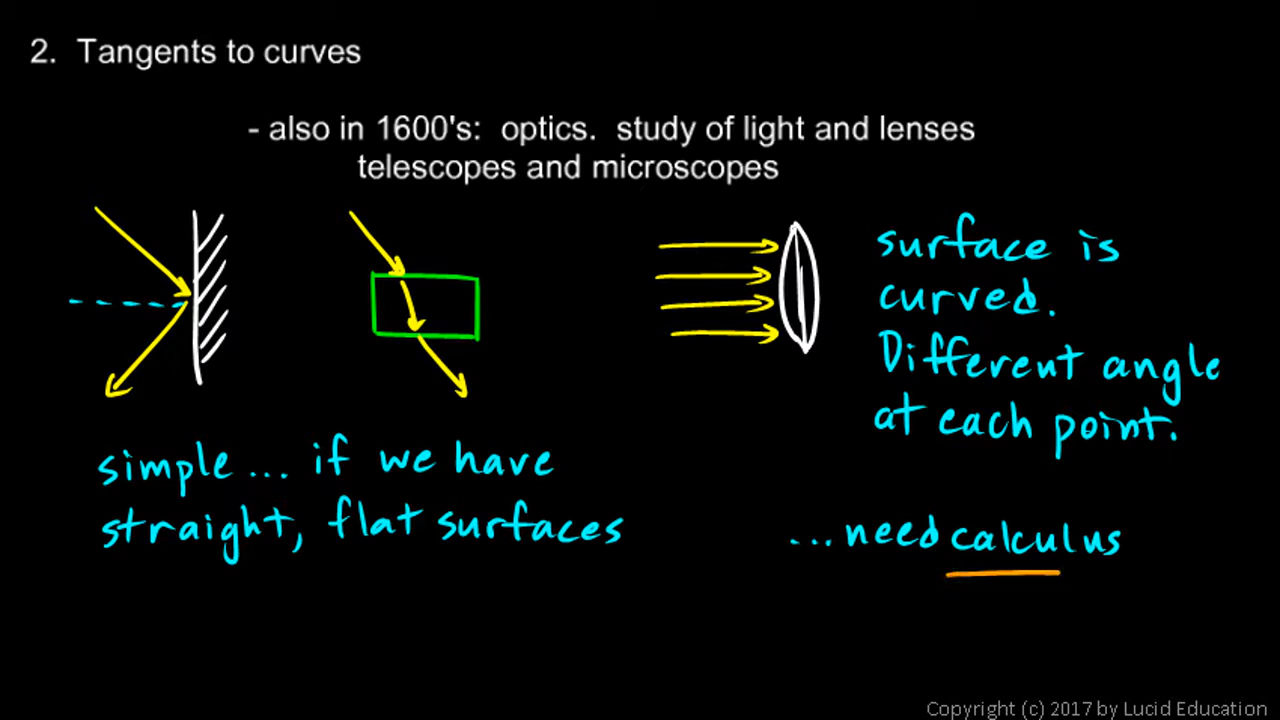 2. Tangents to curves
- also in 1600's: optics. study of light and lenses
telescopes and microscopes
surface is
curved.
Different angle
at each point.
simple... if we have
straight, flat surfaces
...need calculus
Copyright (c) 2017 by Lucid Education